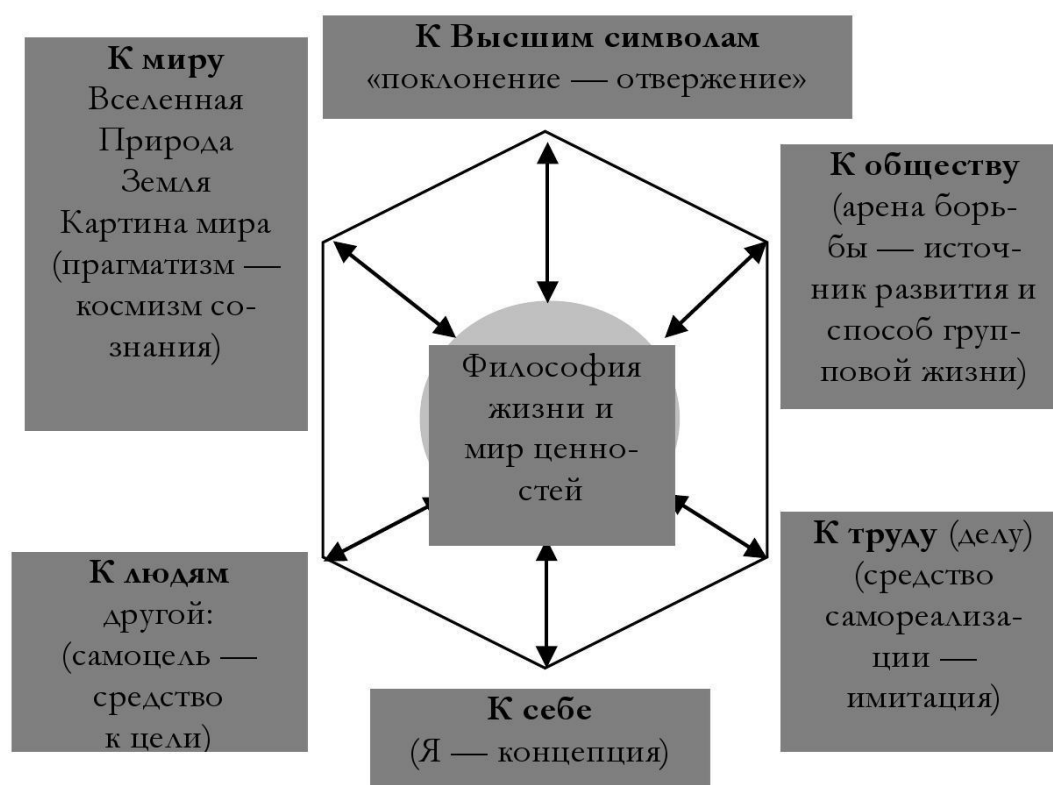 К миру
Вселенная
Природа
Земля
Картина мира
(прагматизм —
космизм со-
знания)
К Высшим символам
«поклонение — отвержение»
К обществу
(арена борь-
бы — источ-
ник развития и
способ груп-
повой жизни)
Философия
жизни и
мир ценно-
стей
К людям
другой:
(самоцель —
средство
к цели)
К себе
(Я — концепция)
К труду (делу)
(средство
самореализа-
ции —
имитация)